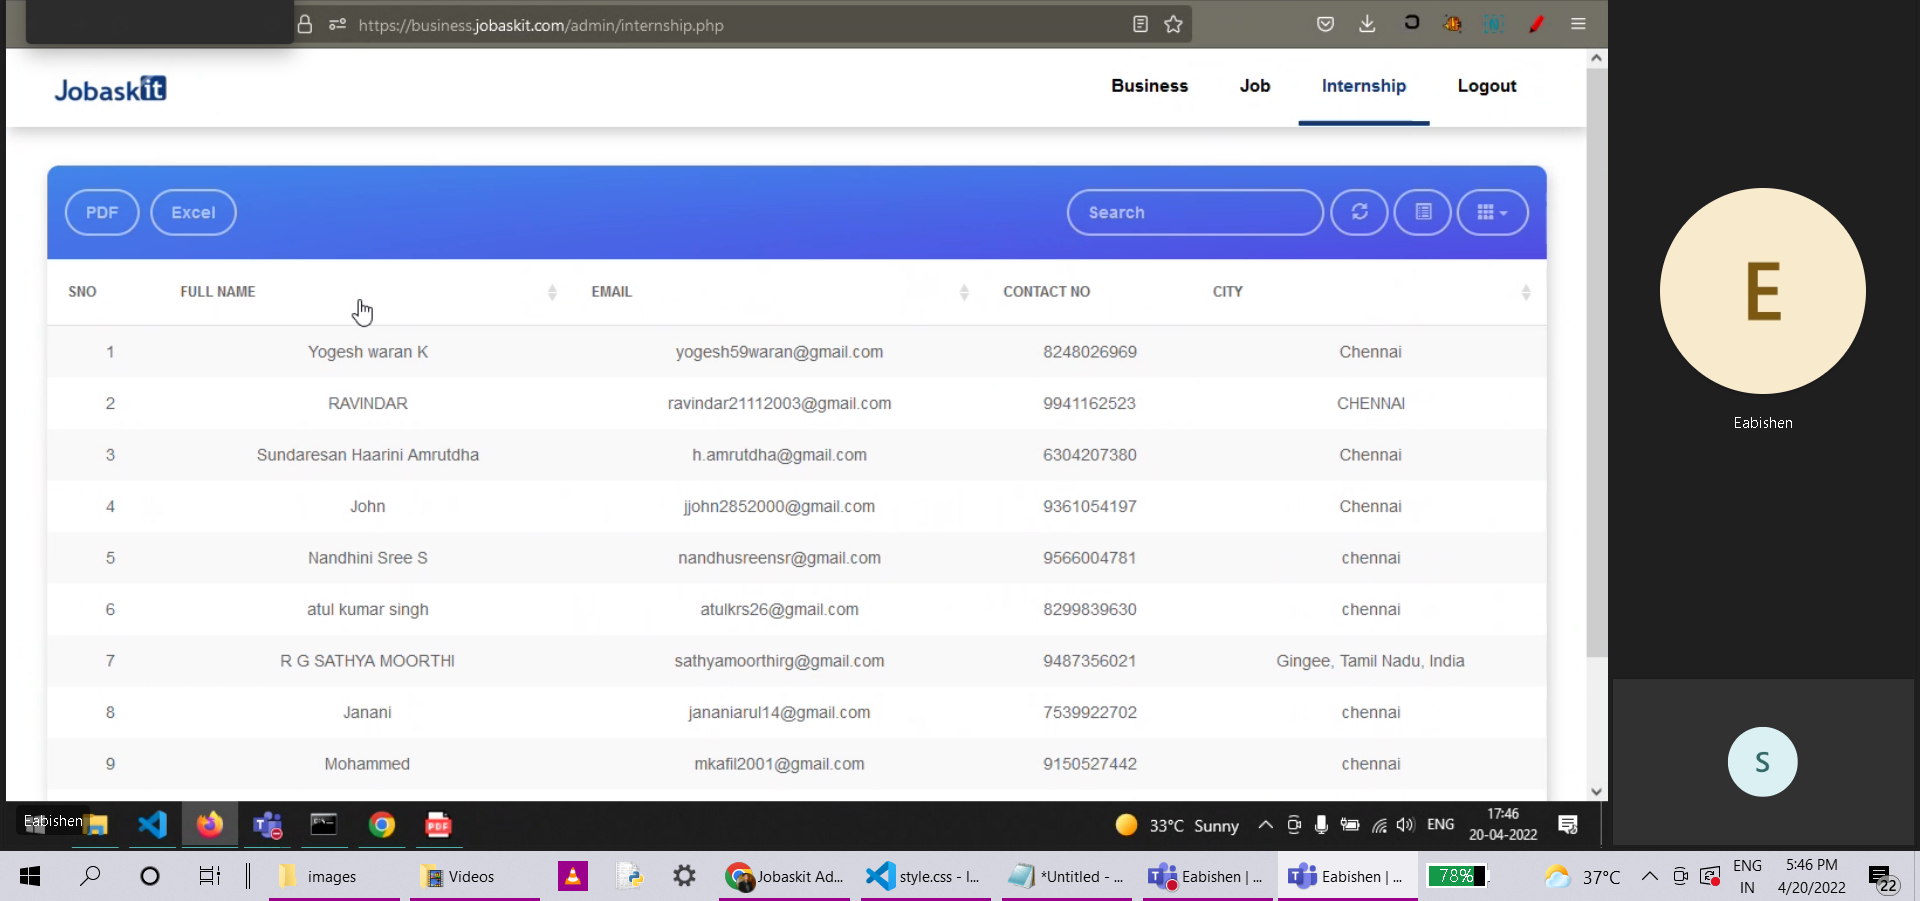 https://business.jobaskit.com/admin/internship.php
Jobaskit
Business Job Internship Logout
PDF Excel Search
SNO FULL NAME EMAIL CONTACT NO CITY
1 Yogesh waran K yogesh59waran@gmail.com 8248026969 Chennai
2 RAVINDAR ravindar21112003@gmail.com 9941162523 CHENNAI
3 Sundaresan Haarini Amrutdha h.amrutdha@gmail.com 6304207380 Chennai
4 John jjohn2852000@gmail.com 9361054197 Chennai
5 Nandhini Sree S nandhusreensr@gmail.com 9566004781 chennai
6 atul kumar singh atulkrs26@gmail.com 8299839630 chennai
7 R G SATHYA MOORTHI sathyamoorthirg@gmail.com 9487356021 Gingee, Tamil Nadu, India
8 Janani jananiarul14@gmail.com 7539922702 chennai
9 Mohammed mkafil2001@gmail.com 9150527442 chennai
E
Eabishen
S
Eabishen
PDF
33°C Sunny ENG 17:46
20-04-2022
images Videos Jobaskit Ad... style.css - I... *Untitled - ... Eabishen | ... Eabishen | ... 78% 37°C ENG 5:46 PM
IN 4/20/2022 22